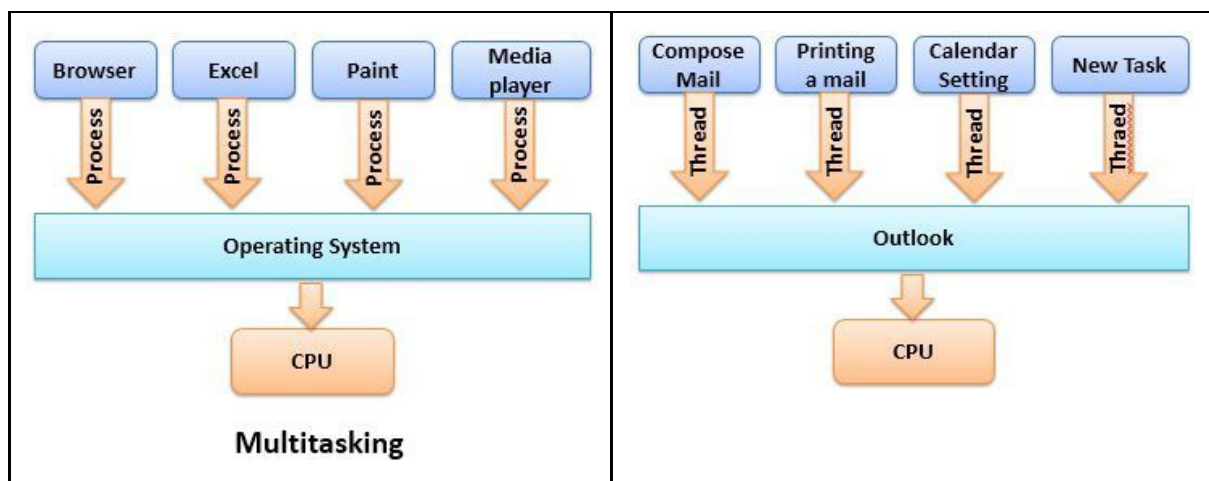 Browser
Excel
Paint
Media
player
Process
Process
Process
Process
Operating System
CPU
Multitasking
Compose
Mail
Printing
a mail
Calendar
Setting
New Task
Thread
Thread
Thread
Thraed
Outlook
CPU